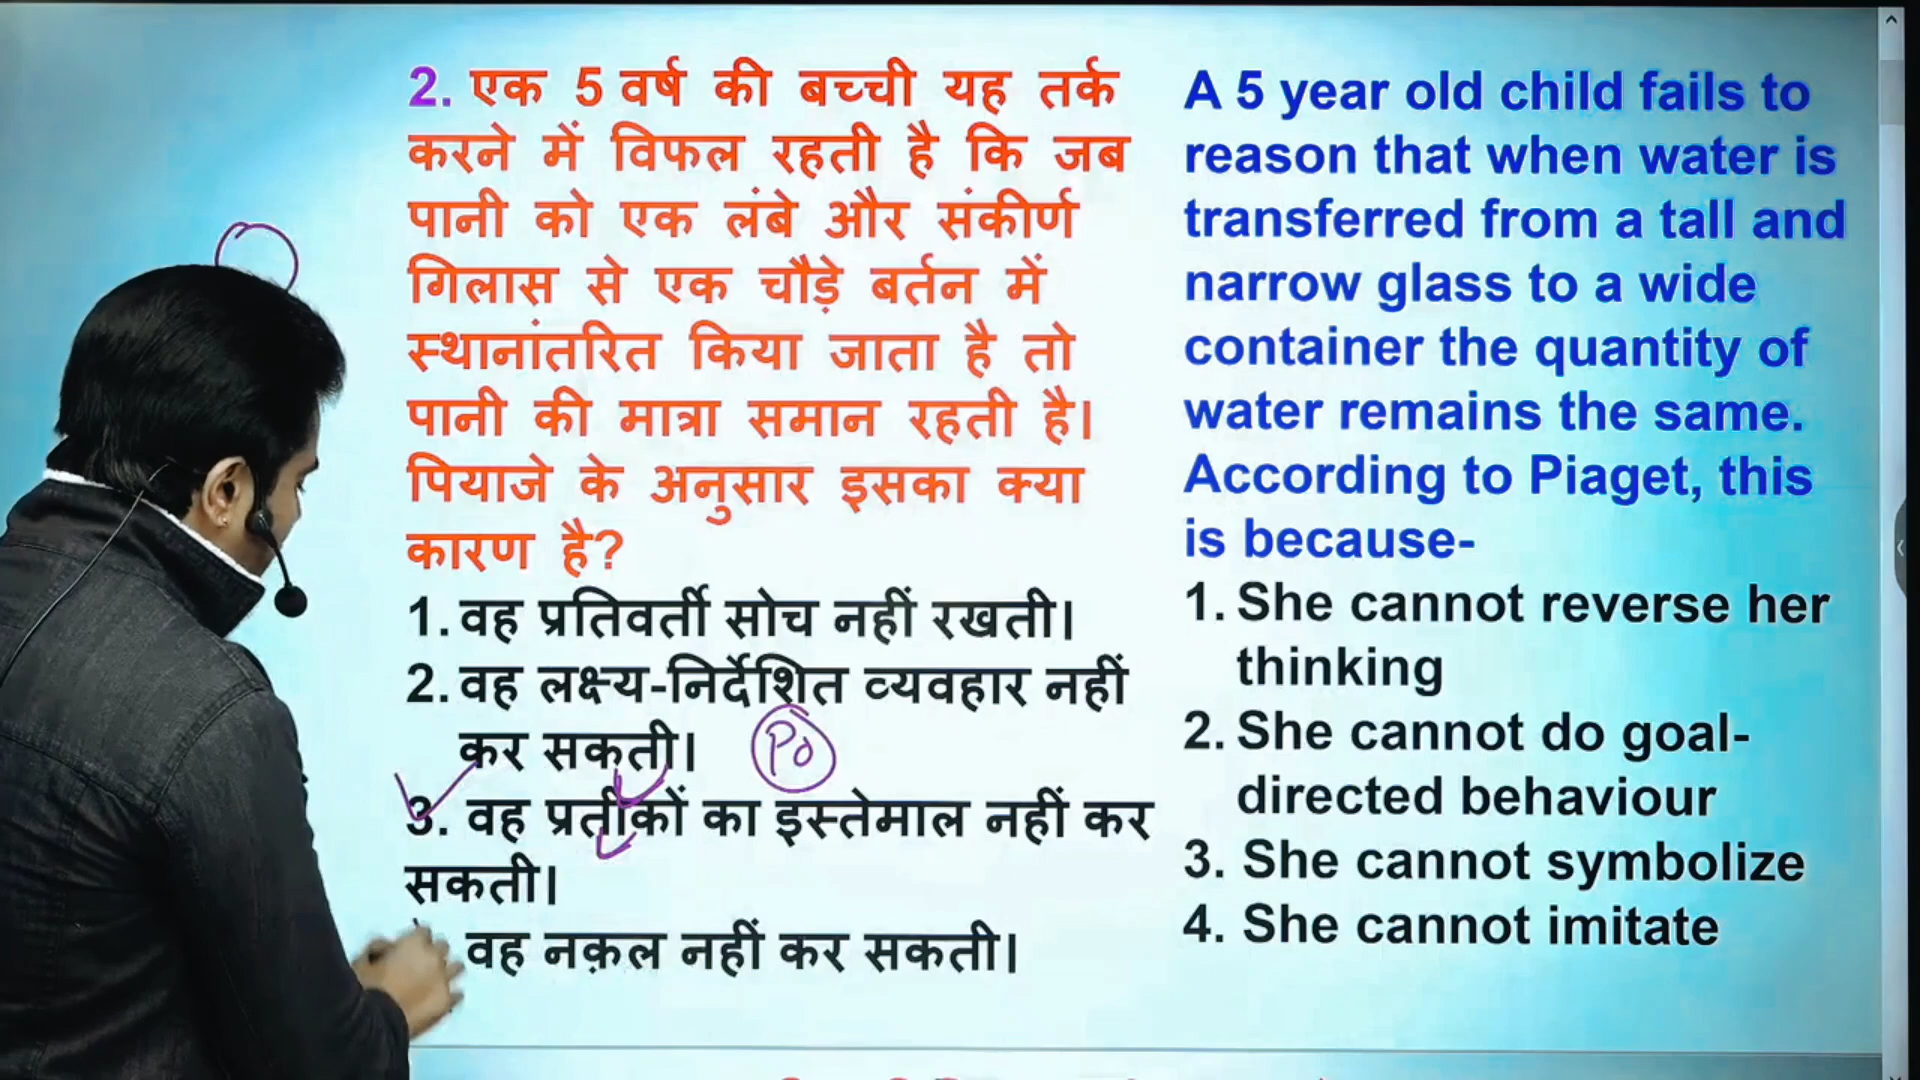 2. एक 5 वर्ष की बच्ची यह तर्क
करने में विफल रहती है कि जब
पानी को एक लंबे और संकीर्ण
गिलास से एक चौड़े बर्तन में
स्थानांतरित किया जाता है तो
पानी की मात्रा समान रहती है।
पियाजे के अनुसार इसका क्या
कारण है?
1. वह प्रतिवर्ती सोच नहीं रखती।
2. वह लक्ष्य-निर्देशित व्यवहार नहीं
कर सकती।
PO
3. वह प्रतीकों का इस्तेमाल नहीं कर
सकती।
वह नक़ल नहीं कर सकती।
A 5 year old child fails to
reason that when water is
transferred from a tall and
narrow glass to a wide
container the quantity of
water remains the same.
According to Piaget, this
is because-
1. She cannot reverse her
thinking
2. She cannot do goal-
directed behaviour
3. She cannot symbolize
4. She cannot imitate